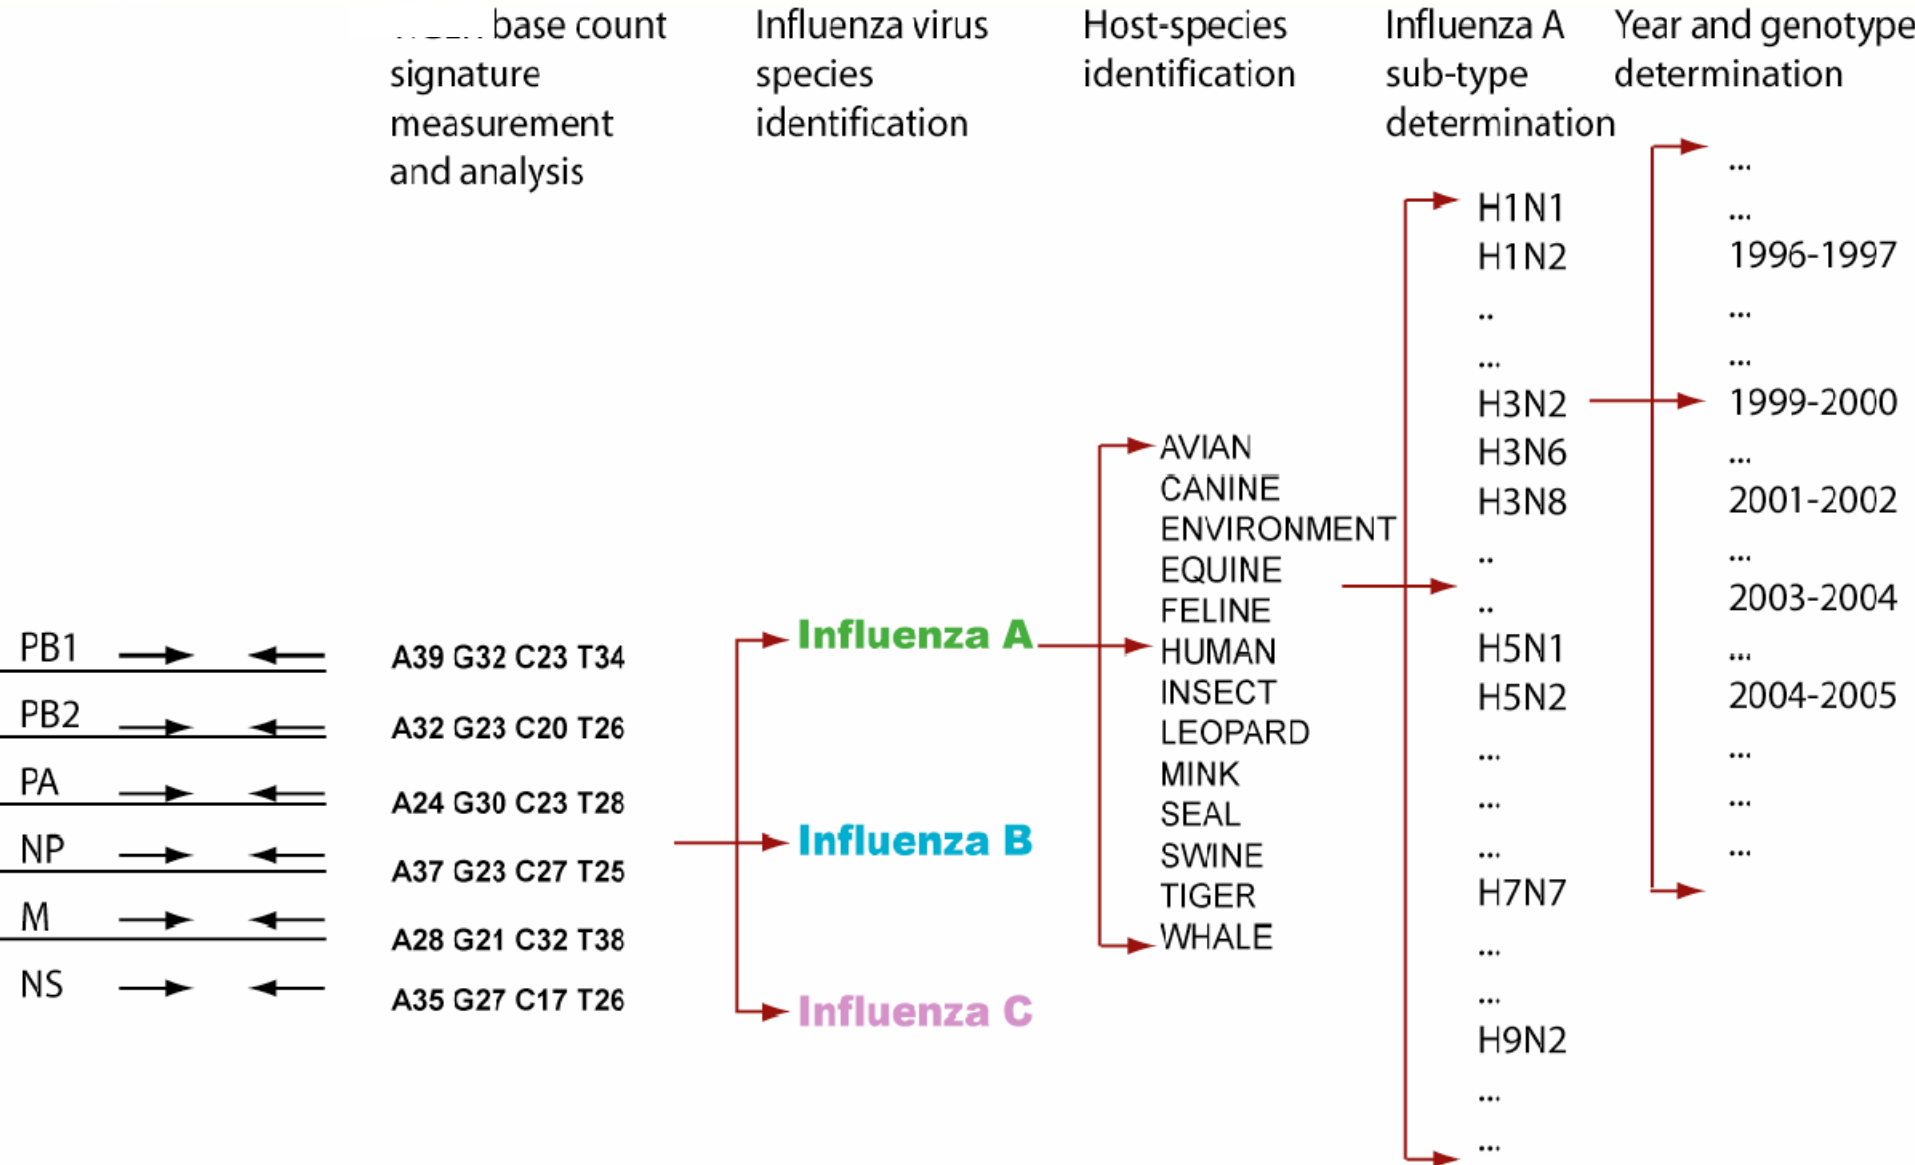 base count
signature
measurement
and analysis
Influenza virus
species
identification
Host-species
identification
Influenza A
sub-type
determination
Year and genotype
determination
PB1
PB2
PA
NP
M
NS
A39 G32 C23 T34
A32 G23 C20 T26
A24 G30 C23 T28
A37 G23 C27 T25
A28 G21 C32 T38
A35 G27 C17 T26
Influenza A
Influenza B
Influenza C
AVIAN
CANINE
ENVIRONMENT
EQUINE
FELINE
HUMAN
INSECT
LEOPARD
MINK
SEAL
SWINE
TIGER
WHALE
H1N1
H1N2
..
...
H3N2
H3N6
H3N8
..
..
H5N1
H5N2
...
...
...
H7N7
...
...
H9N2
...
...
...
...
1996-1997
...
...
1999-2000
...
2001-2002
...
2003-2004
...
2004-2005
...
...
...